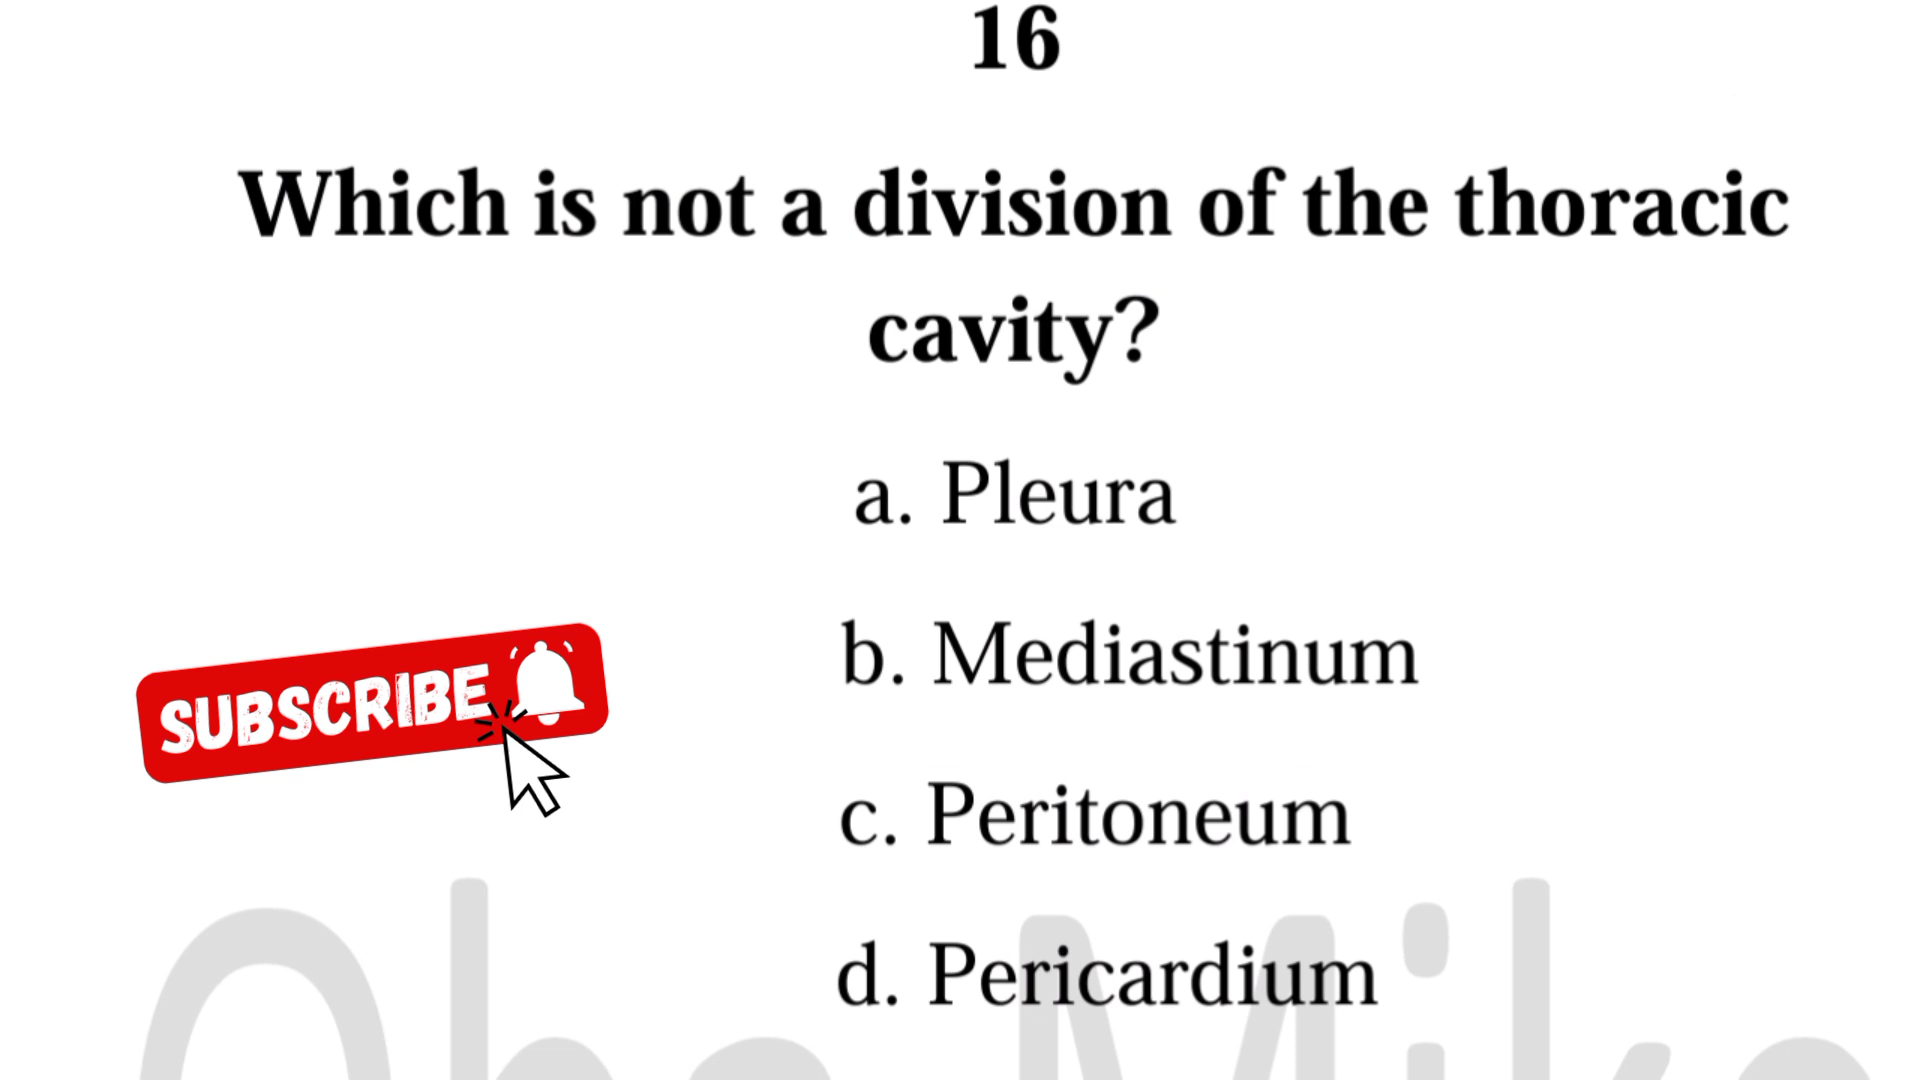 16
Which is not a division of the thoracic
cavity?
a. Pleura
b. Mediastinum
SUBSCRIBE
c. Peritoneum
d. Pericardium